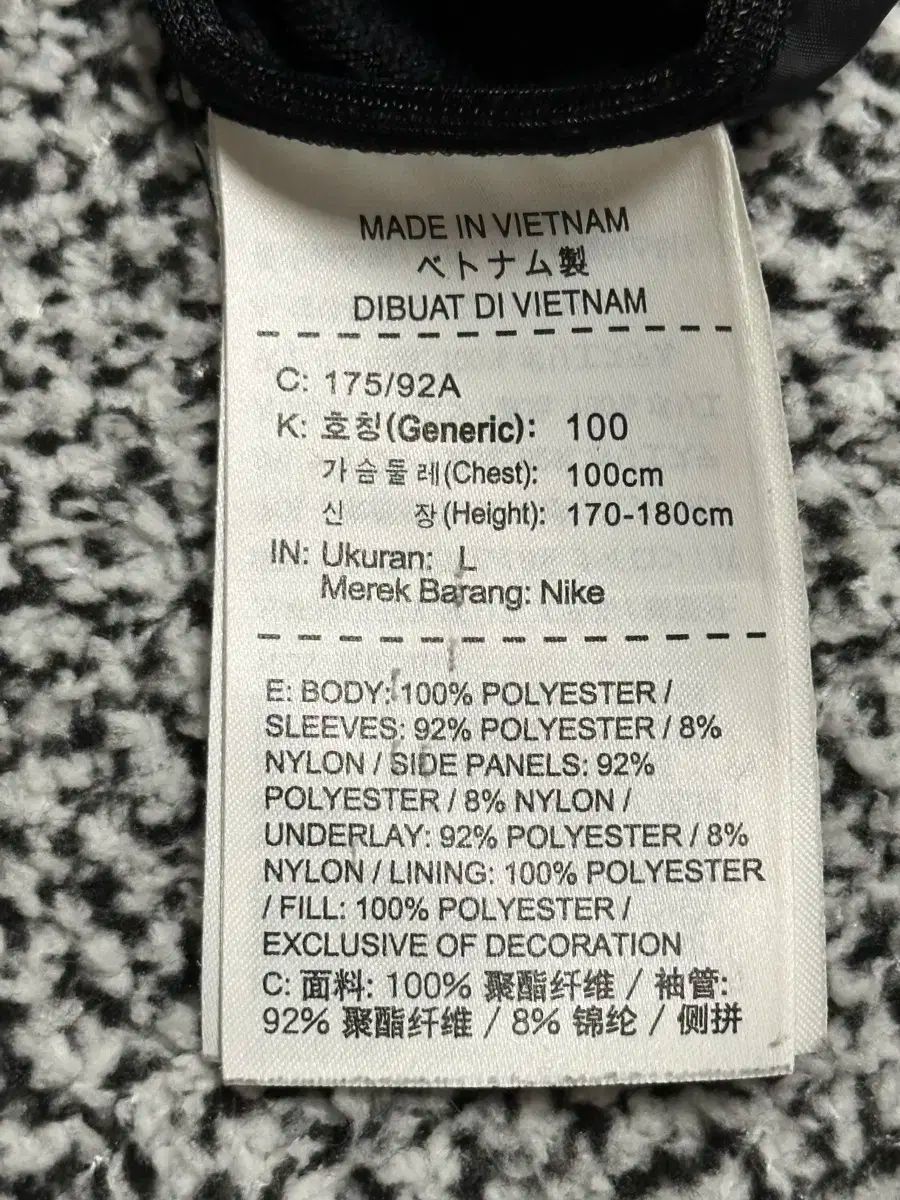 MADE IN VIETNAM
ベトナム製
DIBUAT DI VIETNAM
C: 175/92A
K: 호칭(Generic): 100
가슴둘레(Chest): 100cm
신 장(Height): 170-180cm
IN: Ukuran: L
Merek Barang: Nike
E: BODY: 100% POLYESTER /
SLEEVES: 92% POLYESTER / 8%
NYLON / SIDE PANELS: 92%
POLYESTER / 8% NYLON /
UNDERLAY: 92% POLYESTER / 8%
NYLON / LINING: 100% POLYESTER
/ FILL: 100% POLYESTER /
EXCLUSIVE OF DECORATION
C: 面料: 100% 聚酯纤维 / 袖管:
92% 聚酯纤维 / 8% 锦纶 / 侧拼